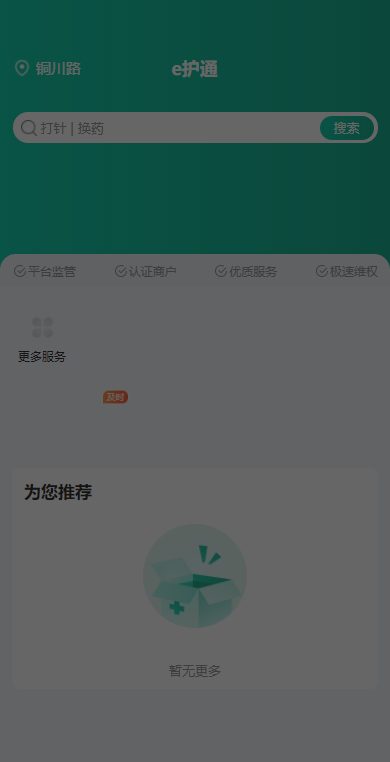 铜川路
e护通
打针 | 换药
搜索
平台监管
认证商户
优质服务
极速维权
更多服务
及时
为您推荐
暂无更多